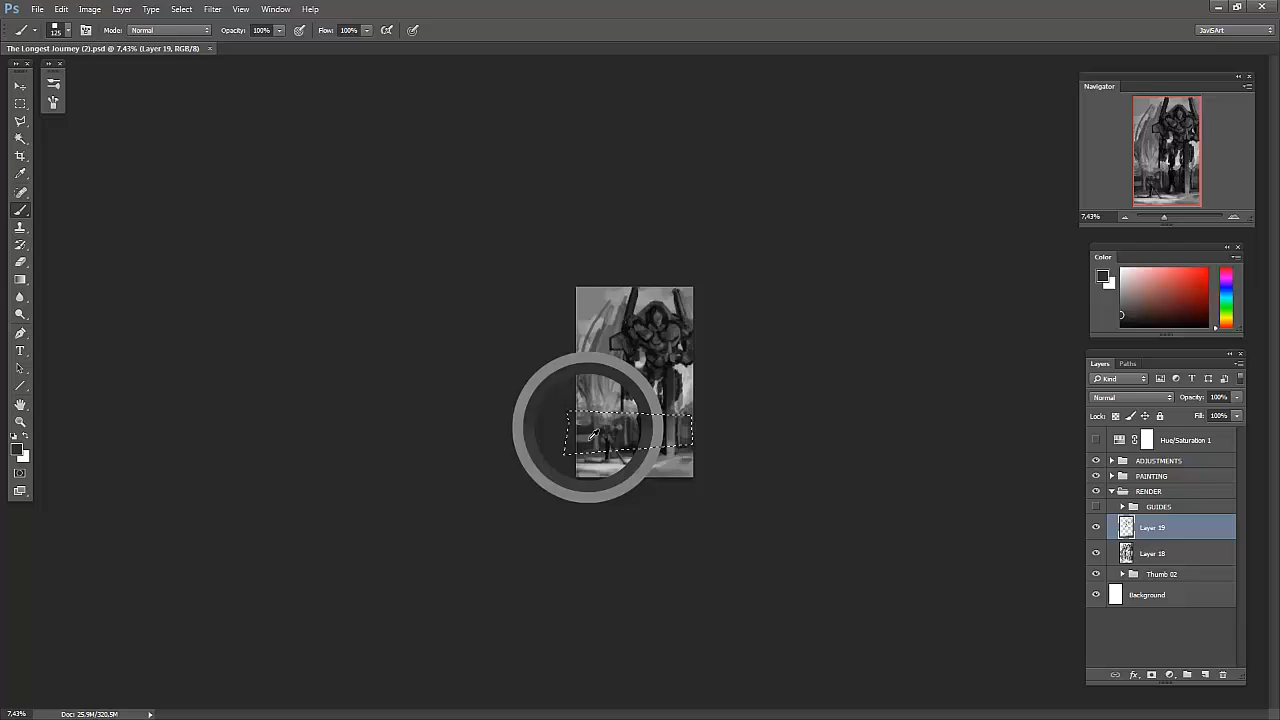 Ps File Edit Image Layer Type Select Filter View Window Help
125 Mode: Normal Opacity: 100% Flow: 100% JaviSArt
The Longest Journey (2).psd @ 7,43% (Layer 19, RGB/8) ×
Navigator
7,43%
Color
Layers Paths
Kind
Normal Opacity: 100%
Lock: Fill: 100%
Hue/Saturation 1
ADJUSTMENTS
PAINTING
RENDER
GUIDES
Layer 19
Layer 18
Thumb 02
Background
7,43% Doc: 25,9M/320,5M